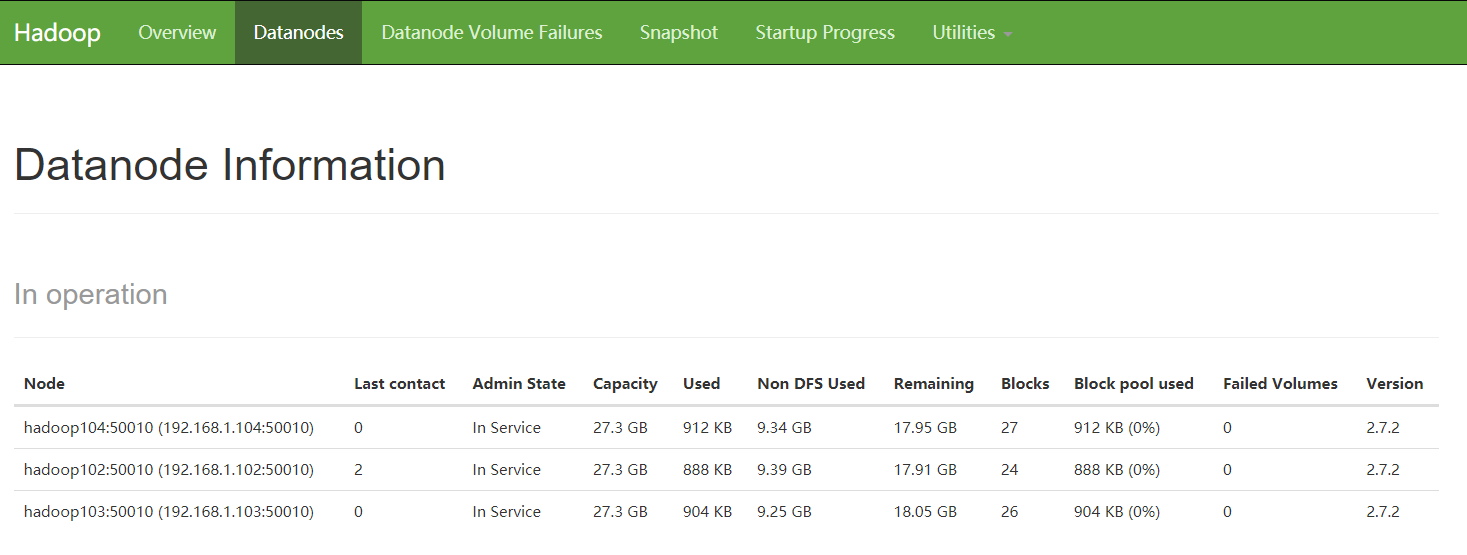 Hadoop Overview Datanodes Datanode Volume Failures Snapshot Startup Progress Utilities
Datanode Information
In operation
Node Last contact Admin State Capacity Used Non DFS Used Remaining Blocks Block pool used Failed Volumes Version
hadoop104:50010 (192.168.1.104:50010) 0 In Service 27.3 GB 912 KB 9.34 GB 17.95 GB 27 912 KB (0%) 0 2.7.2
hadoop102:50010 (192.168.1.102:50010) 2 In Service 27.3 GB 888 KB 9.39 GB 17.91 GB 24 888 KB (0%) 0 2.7.2
hadoop103:50010 (192.168.1.103:50010) 0 In Service 27.3 GB 904 KB 9.25 GB 18.05 GB 26 904 KB (0%) 0 2.7.2